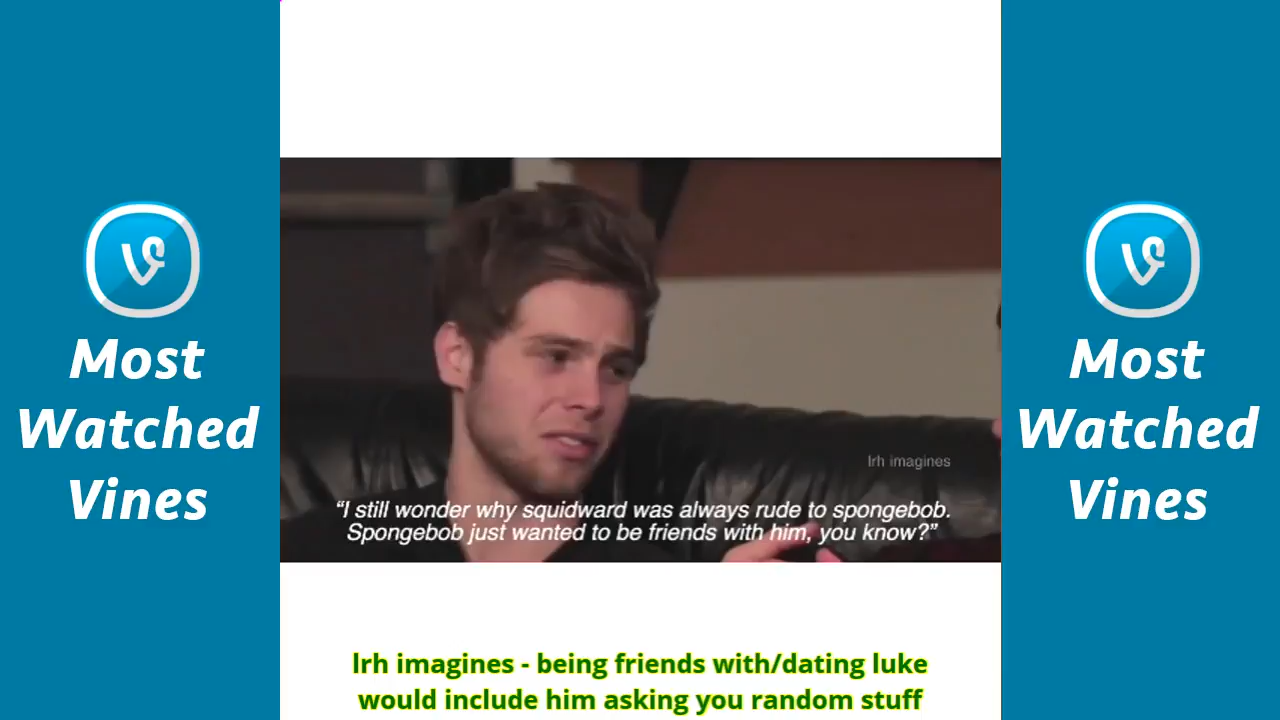 Most
Watched
Vines
lrh imagines
“I still wonder why squidward was always rude to spongebob.
Spongebob just wanted to be friends with him, you know?”
lrh imagines - being friends with/dating luke
would include him asking you random stuff
Most
Watched
Vines